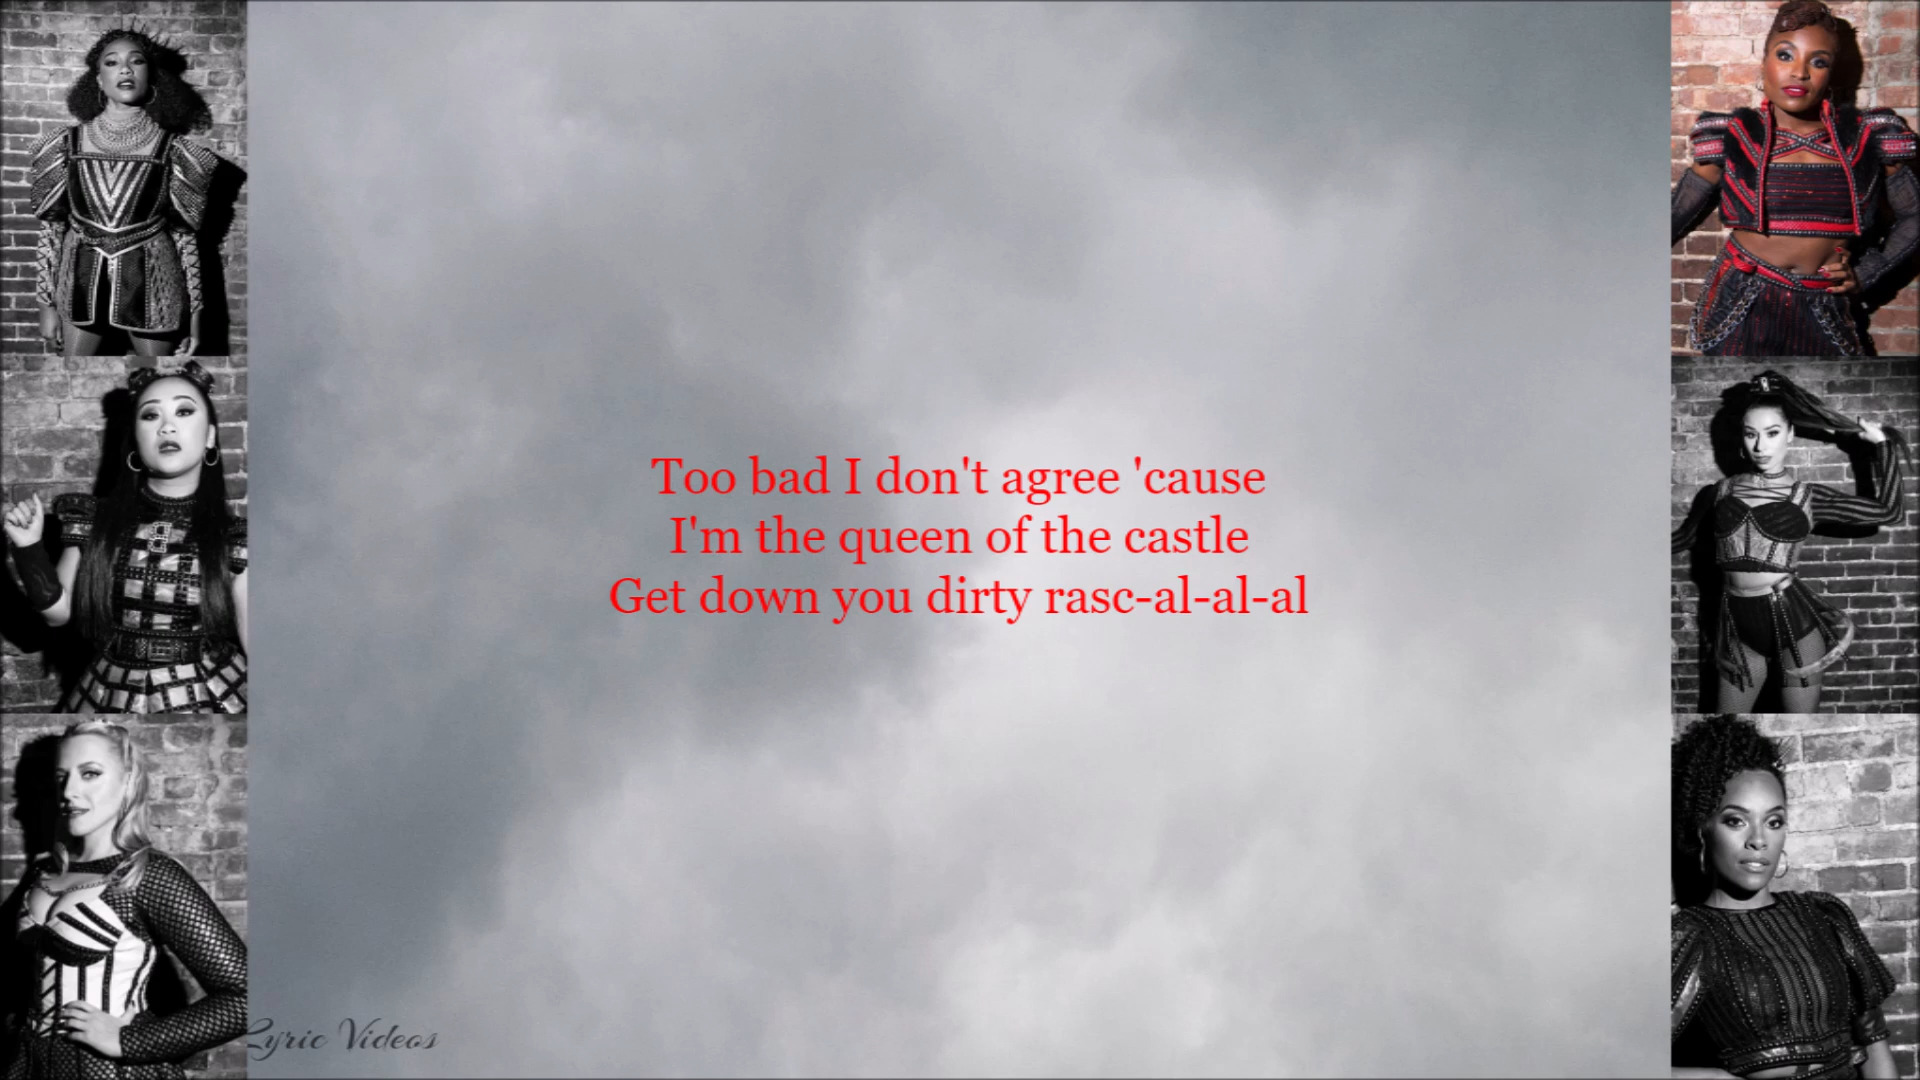 Too bad I don't agree 'cause
I'm the queen of the castle
Get down you dirty rasc-al-al-al
Lyric Videos